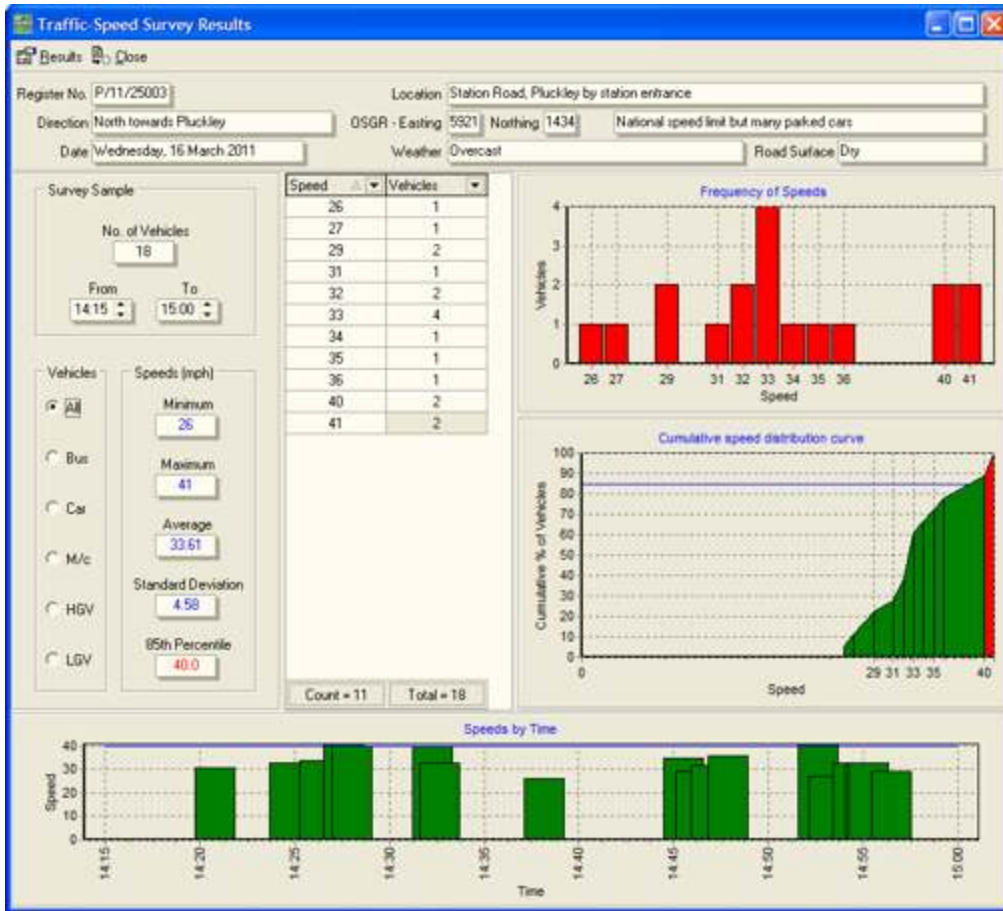 Traffic-Speed Survey Results
Results Close
Register No. P/11/25003 Location Station Road, Pluckley by station entrance
Direction North towards Pluckley OSGR - Easting 5921 Northing 1434 National speed limit but many parked cars
Date Wednesday, 16 March 2011 Weather Overcast Road Surface Dry
Survey Sample
No. of Vehicles
18
From To
14:15 15:00
Vehicles
All
Bus
Car
M/c
HGV
LGV
Speeds (mph)
Minimum
26
Maximum
41
Average
33.61
Standard Deviation
4.58
85th Percentile
40.0
Speed Vehicles
26 1
27 1
29 2
31 1
32 2
33 4
34 1
35 1
36 1
40 2
41 2
Count = 11 Total = 18
Frequency of Speeds
Vehicles
4
3
2
1
0
26 27 29 31 32 33 34 35 36 40 41
Speed
Cumulative speed distribution curve
Cumulative % of Vehicles
100
90
80
70
60
50
40
30
20
10
0
0 29 31 33 35 40
Speed
Speeds by Time
Speed
40
30
20
10
0
14:15 14:20 14:25 14:30 14:35 14:40 14:45 14:50 14:55 15:00
Time